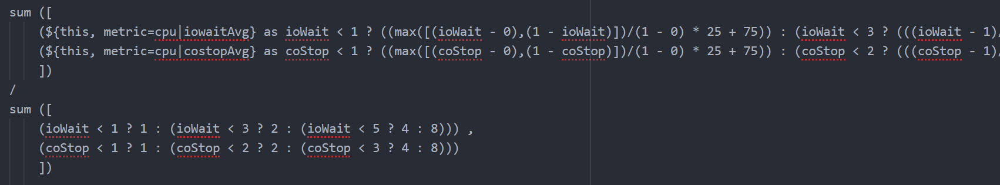 sum ([
(${this, metric=cpu|iowaitAvg} as ioWait < 1 ? ((max([(ioWait - 0),(1 - ioWait)])/(1 - 0) * 25 + 75)) : (ioWait < 3 ? (((ioWait - 1)/
(${this, metric=cpu|costopAvg} as coStop < 1 ? ((max([(coStop - 0),(1 - coStop)])/(1 - 0) * 25 + 75)) : (coStop < 2 ? (((coStop - 1)/
])
/
sum ([
(ioWait < 1 ? 1 : (ioWait < 3 ? 2 : (ioWait < 5 ? 4 : 8))) ,
(coStop < 1 ? 1 : (coStop < 2 ? 2 : (coStop < 3 ? 4 : 8)))
])